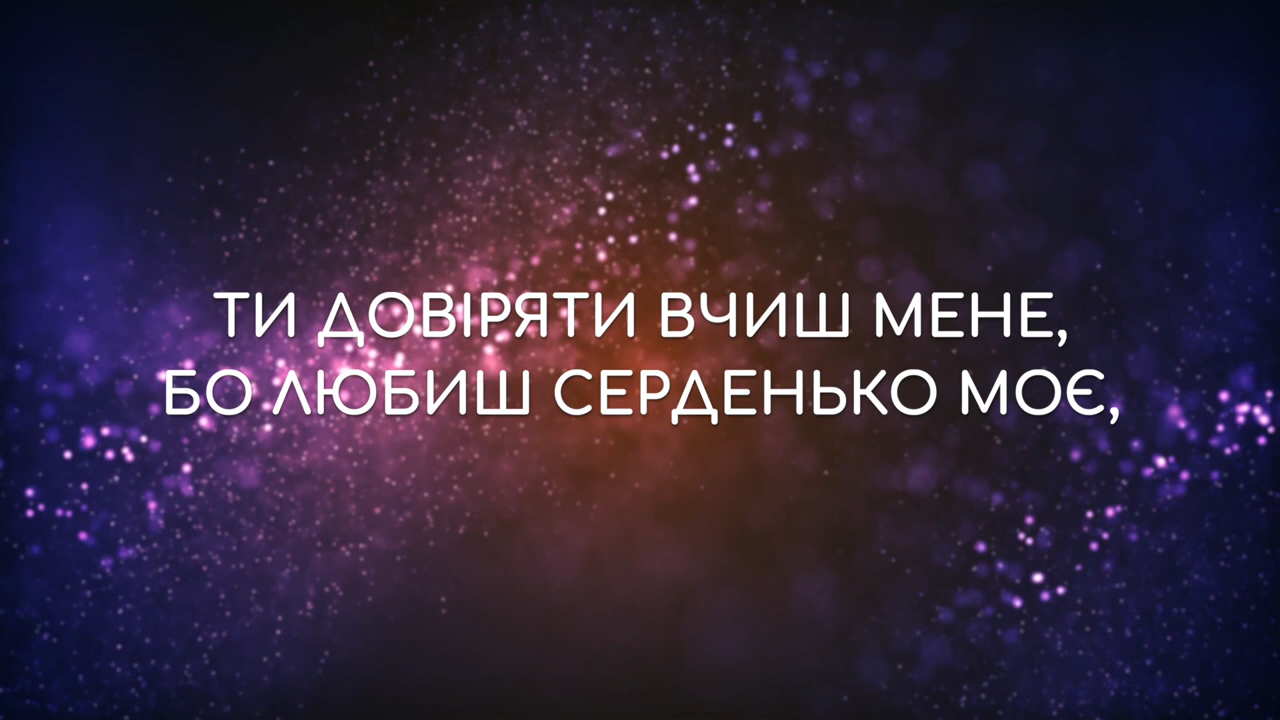 ТИ ДОВІРЯТИ ВЧИШ МЕНЕ,
БО ЛЮБИШ СЕРДЕНЬКО МОЄ,